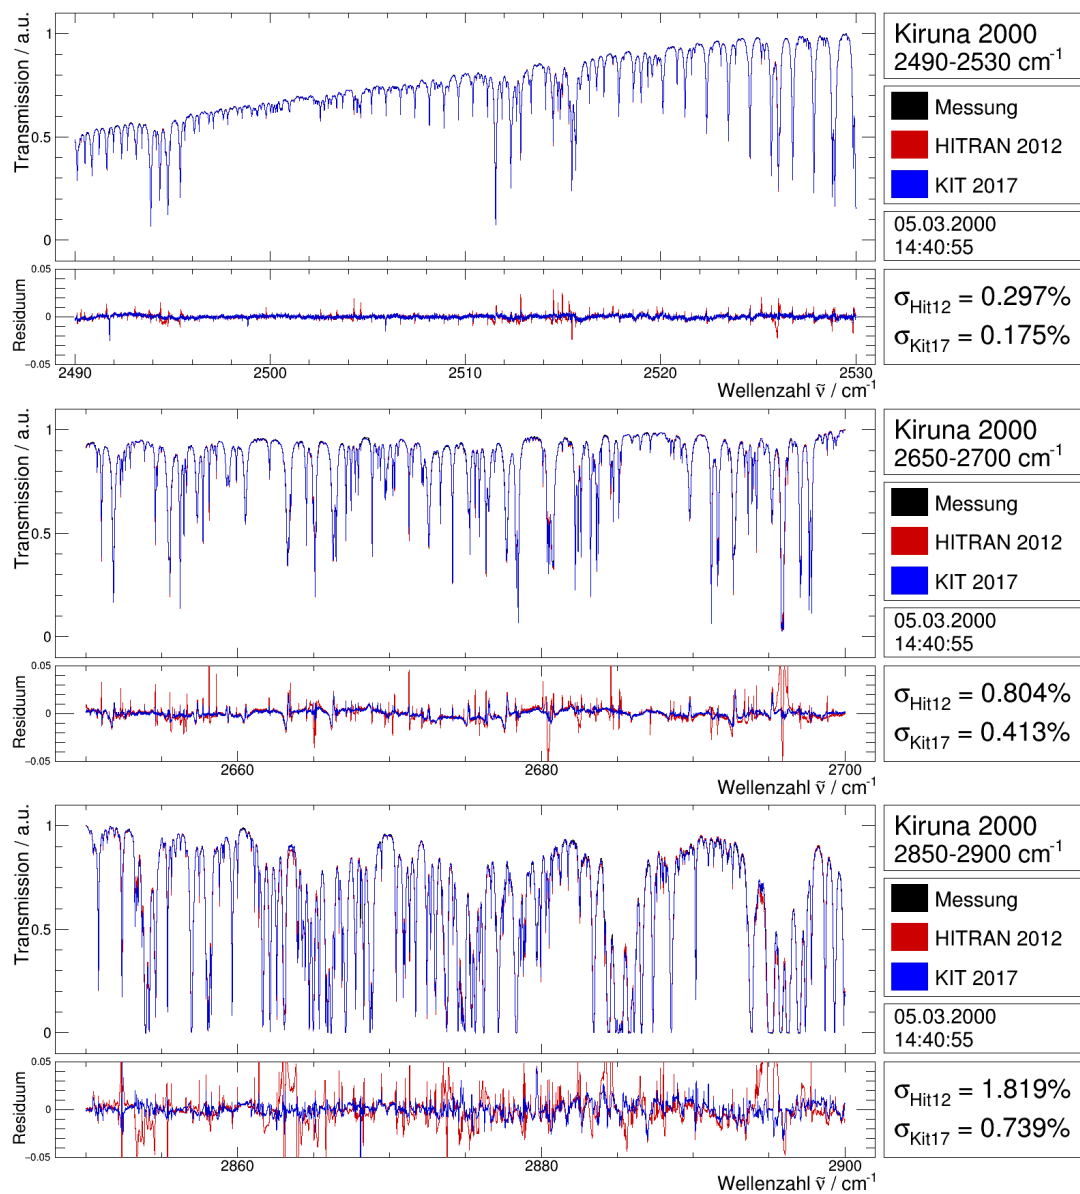 Transmission / a.u.
1
0.5
0
Kiruna 2000
2490-2530 cm⁻¹
Messung
HITRAN 2012
KIT 2017
05.03.2000
14:40:55
Residuum
0.05
0
−0.05
2490
2500
2510
2520
2530
Wellenzahl ν̃ / cm⁻¹
σHit12 = 0.297%
σKit17 = 0.175%
Transmission / a.u.
1
0.5
0
Kiruna 2000
2650-2700 cm⁻¹
Messung
HITRAN 2012
KIT 2017
05.03.2000
14:40:55
Residuum
0.05
0
−0.05
2660
2680
2700
Wellenzahl ν̃ / cm⁻¹
σHit12 = 0.804%
σKit17 = 0.413%
Transmission / a.u.
1
0.5
0
Kiruna 2000
2850-2900 cm⁻¹
Messung
HITRAN 2012
KIT 2017
05.03.2000
14:40:55
Residuum
0.05
0
−0.05
2860
2880
2900
Wellenzahl ν̃ / cm⁻¹
σHit12 = 1.819%
σKit17 = 0.739%